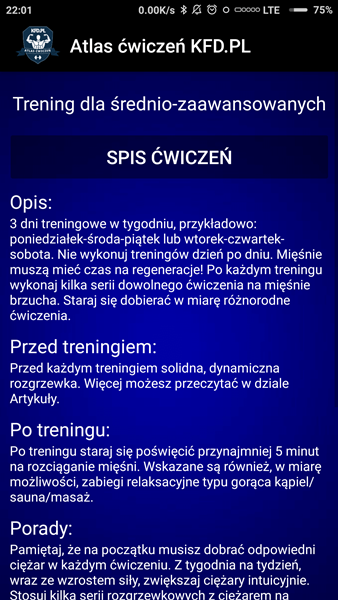 22:01
0.00K/s
LTE
75%
KFD.PL
ATLAS ĆWICZEŃ
Atlas ćwiczeń KFD.PL
Trening dla średnio-zaawansowanych
SPIS ĆWICZEŃ
Opis:
3 dni treningowe w tygodniu, przykładowo:
poniedziałek-środa-piątek lub wtorek-czwartek-
sobota. Nie wykonuj treningów dzień po dniu. Mięśnie
muszą mieć czas na regeneracje! Po każdym treningu
wykonaj kilka serii dowolnego ćwiczenia na mięśnie
brzucha. Staraj się dobierać w miarę różnorodne
ćwiczenia.
Przed treningiem:
Przed każdym treningiem solidna, dynamiczna
rozgrzewka. Więcej możesz przeczytać w dziale
Artykuły.
Po treningu:
Po treningu staraj się poświęcić przynajmniej 5 minut
na rozciąganie mięśni. Wskazane są również, w miarę
możliwości, zabiegi relaksacyjne typu gorąca kąpiel/
sauna/masaż.
Porady:
Pamiętaj, że na początku musisz dobrać odpowiedni
ciężar w każdym ćwiczeniu. Z tygodnia na tydzień,
wraz ze wzrostem siły, zwiększaj ciężary intuicyjnie.
Stosuj kilka serii rozgrzewkowych z ciężarem na